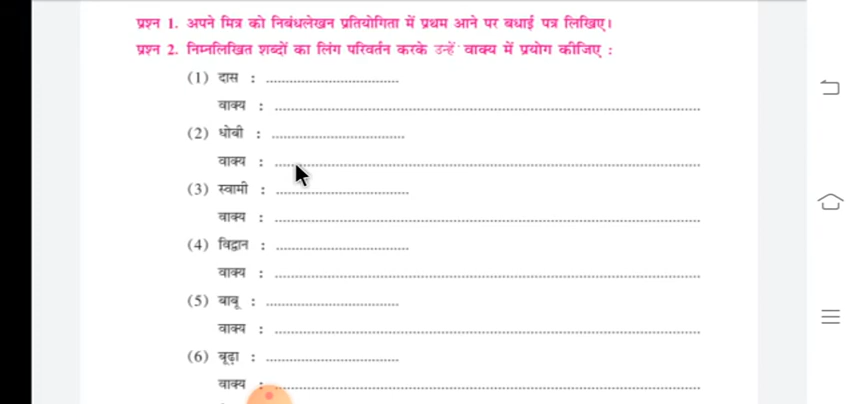 प्रश्न 1. अपने मित्र को निबंधलेखन प्रतियोगिता में प्रथम आने पर बधाई पत्र लिखिए।
प्रश्न 2. निम्नलिखित शब्दों का लिंग परिवर्तन करके उन्हें वाक्य में प्रयोग कीजिए :
(1) दास : ................................
वाक्य : ................................................................................
(2) धोबी : ................................
वाक्य : ................................................................................
(3) स्वामी : ................................
वाक्य : ................................................................................
(4) विद्वान : ................................
वाक्य : ................................................................................
(5) बाबू : ................................
वाक्य : ................................................................................
(6) बूढ़ा : ................................
वाक्य : ................................................................................